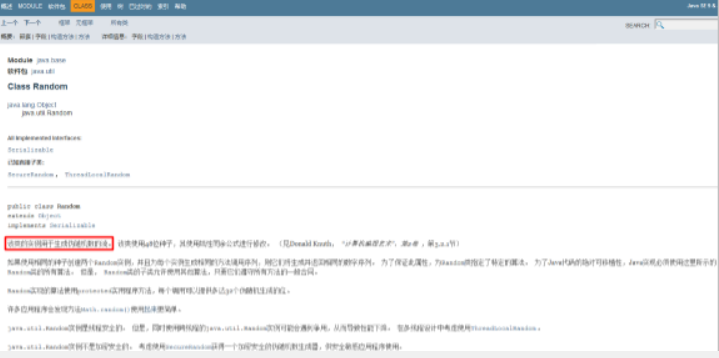 概述 MODULE 软件包 CLASS 使用 树 已过时的 索引 帮助 Java SE 9 &
上一个 下一个 框架 无框架 所有类 SEARCH
概要： 嵌套 | 字段 | 构造方法 | 方法 详细信息： 字段 | 构造方法 | 方法
Module java.base
软件包 java.util
Class Random
java.lang.Object
java.util.Random
All Implemented Interfaces:
Serializable
已知直接子类：
SecureRandom ， ThreadLocalRandom
public class Random
extends Object
implements Serializable
该类的实例用于生成伪随机数的流。 该类使用48位种子，其使用线性同余公式进行修改。 （见Donald Knuth， “计算机编程艺术”，第2卷 ，第3.2.1节）
如果使用相同的种子创建两个Random实例，并且为每个实例生成相同的方法调用序列，则它们将生成并返回相同的数字序列。 为了保证此属性，为Random类指定了特定的算法。 为了Java代码的绝对可移植性，Java实现必须使用这里所示的
Random类的所有算法。 但是， Random类的子类允许使用其他算法，只要它们遵守所有方法的一般合同。
Random实现的算法使用protected实用程序方法，每个调用可以提供多达32个伪随机生成的位。
许多应用程序会发现方法Math.random()使用起来更简单。
java.util.Random实例是线程安全的。 但是，同时使用跨线程的java.util.Random实例可能会遇到争用，从而导致性能下降。 在多线程设计中考虑使用ThreadLocalRandom 。
java.util.Random实例不是加密安全的。 考虑使用SecureRandom获得一个加密安全的伪随机数生成器，供安全敏感应用程序使用。